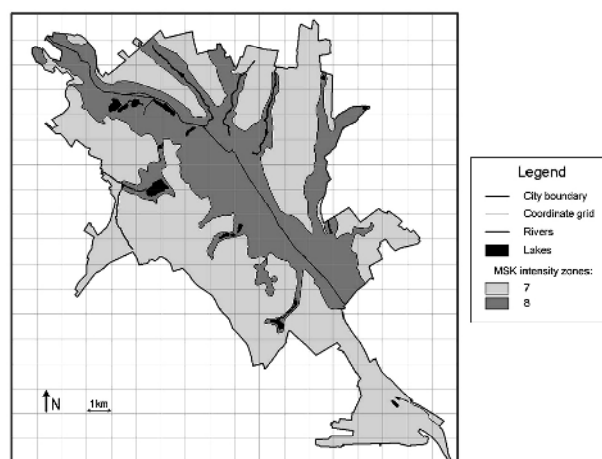 N
1km
Legend
City boundary
Coordinate grid
Rivers
Lakes
MSK intensity zones:
7
8